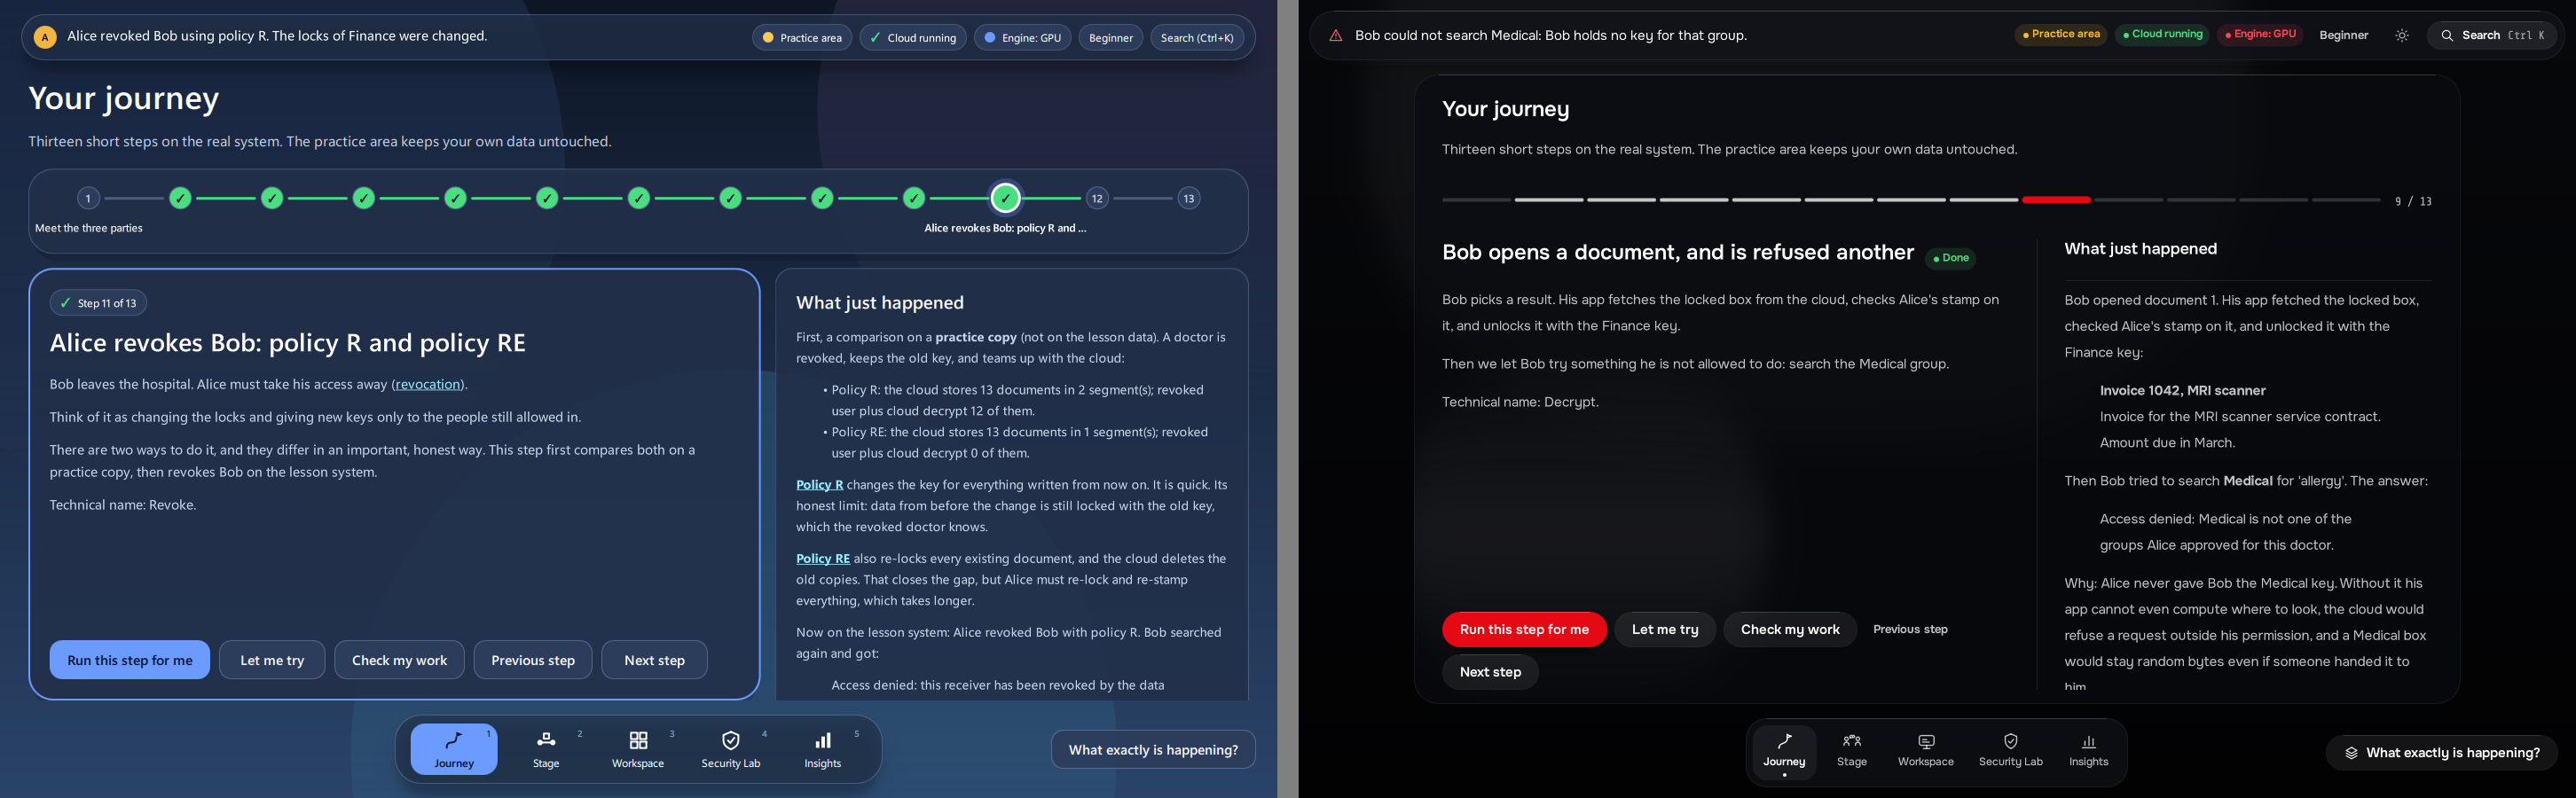 A Alice revoked Bob using policy R. The locks of Finance were changed.
Practice area
Cloud running
Engine: GPU
Beginner
Search (Ctrl+K)
Your journey
Thirteen short steps on the real system. The practice area keeps your own data untouched.
1
12
13
Meet the three parties
Alice revokes Bob: policy R and ...
Step 11 of 13
Alice revokes Bob: policy R and policy RE
Bob leaves the hospital. Alice must take his access away (revocation).
Think of it as changing the locks and giving new keys only to the people still allowed in.
There are two ways to do it, and they differ in an important, honest way. This step first compares both on a
practice copy, then revokes Bob on the lesson system.
Technical name: Revoke.
Run this step for me
Let me try
Check my work
Previous step
Next step
What just happened
First, a comparison on a practice copy (not on the lesson data). A doctor is
revoked, keeps the old key, and teams up with the cloud:
• Policy R: the cloud stores 13 documents in 2 segment(s); revoked
user plus cloud decrypt 12 of them.
• Policy RE: the cloud stores 13 documents in 1 segment(s); revoked
user plus cloud decrypt 0 of them.
Policy R changes the key for everything written from now on. It is quick. Its
honest limit: data from before the change is still locked with the old key,
which the revoked doctor knows.
Policy RE also re-locks every existing document, and the cloud deletes the
old copies. That closes the gap, but Alice must re-lock and re-stamp
everything, which takes longer.
Now on the lesson system: Alice revoked Bob with policy R. Bob searched
again and got:
Access denied: this receiver has been revoked by the data
Journey 1
Stage 2
Workspace 3
Security Lab 4
Insights 5
What exactly is happening?
Bob could not search Medical: Bob holds no key for that group.
Practice area
Cloud running
Engine: GPU
Beginner
Search Ctrl K
Your journey
Thirteen short steps on the real system. The practice area keeps your own data untouched.
9 / 13
Bob opens a document, and is refused another
Done
Bob picks a result. His app fetches the locked box from the cloud, checks Alice's stamp on
it, and unlocks it with the Finance key.
Then we let Bob try something he is not allowed to do: search the Medical group.
Technical name: Decrypt.
Run this step for me
Let me try
Check my work
Previous step
Next step
What just happened
Bob opened document 1. His app fetched the locked box,
checked Alice's stamp on it, and unlocked it with the
Finance key:
Invoice 1042, MRI scanner
Invoice for the MRI scanner service contract.
Amount due in March.
Then Bob tried to search Medical for 'allergy'. The answer:
Access denied: Medical is not one of the
groups Alice approved for this doctor.
Why: Alice never gave Bob the Medical key. Without it his
app cannot even compute where to look, the cloud would
refuse a request outside his permission, and a Medical box
would stay random bytes even if someone handed it to
him
Journey
Stage
Workspace
Security Lab
Insights
What exactly is happening?